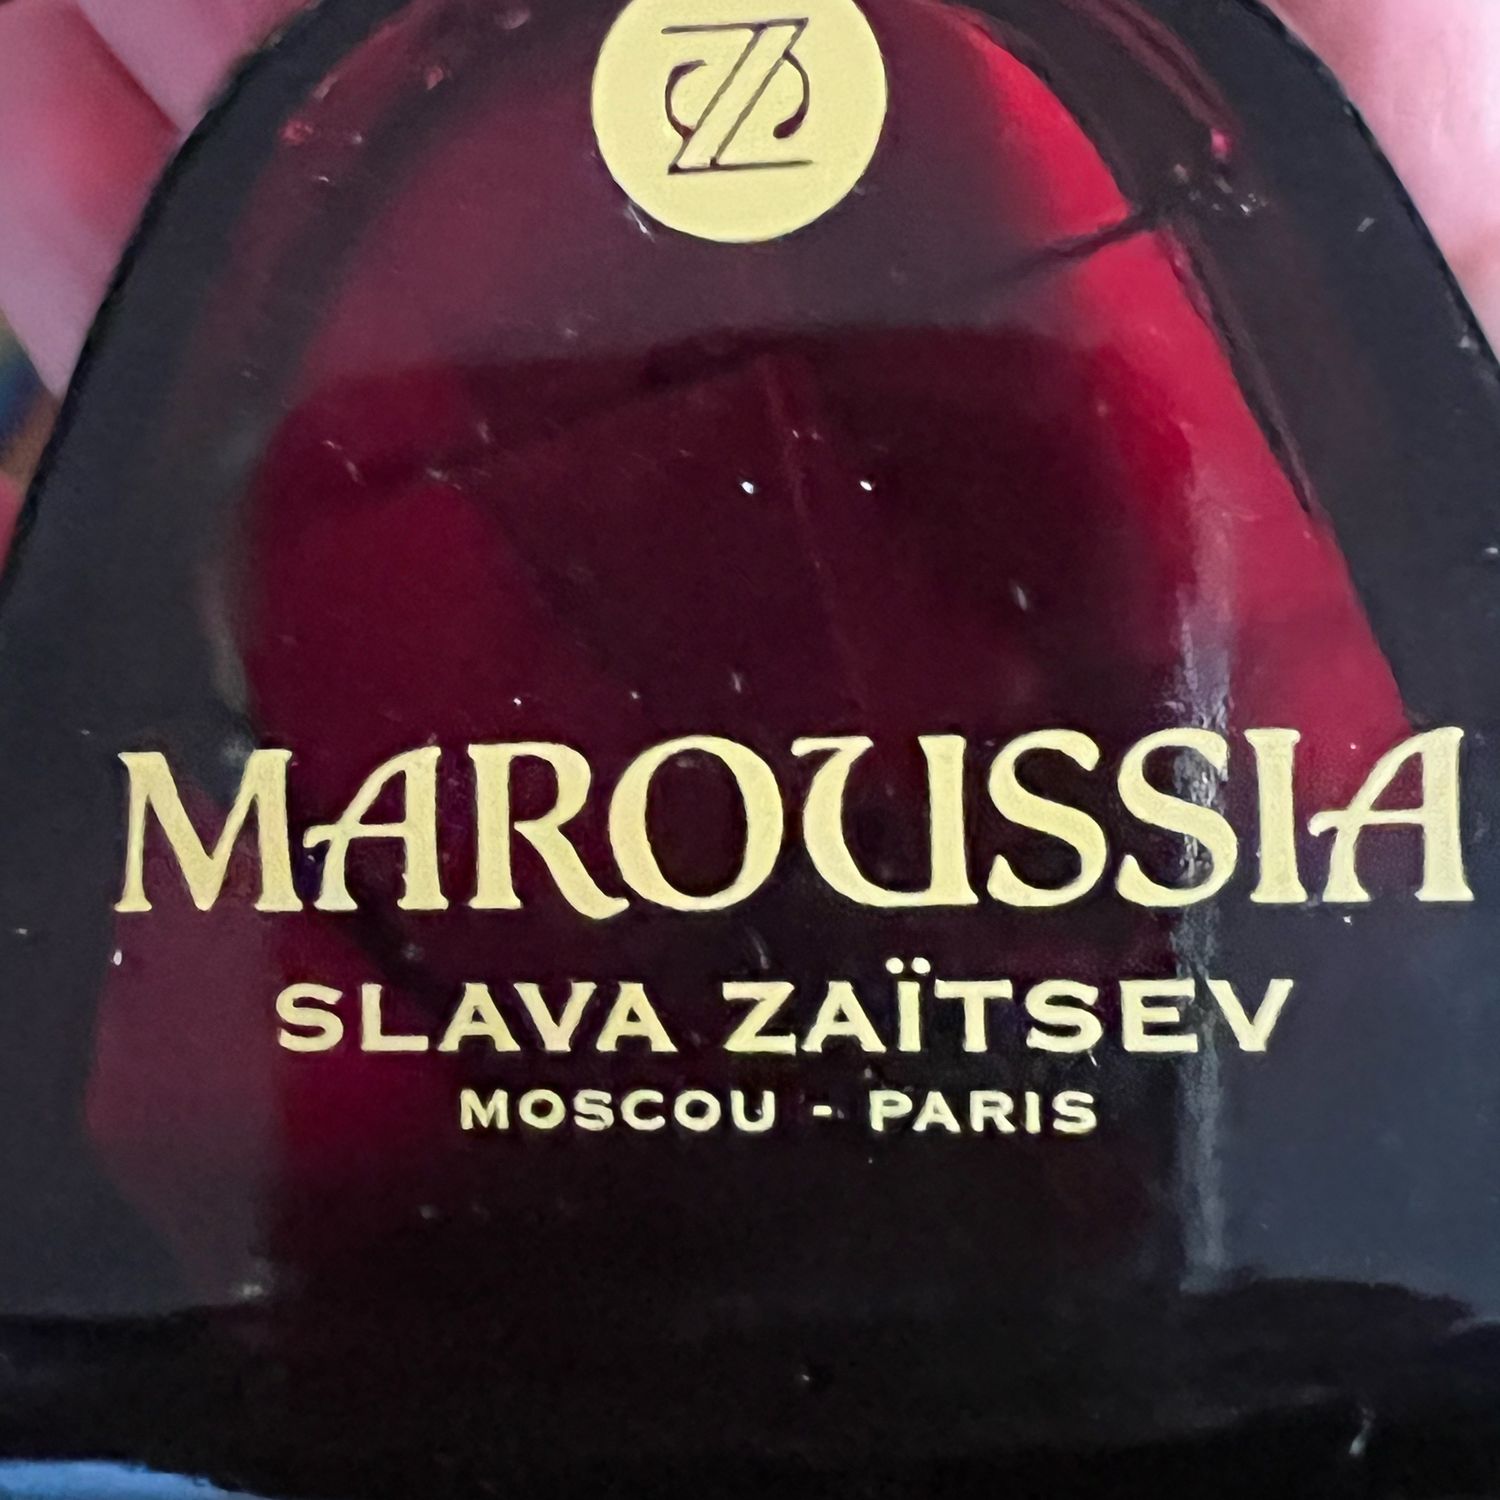 MAROUSSIA
SLAVA ZAÏTSEV
MOSCOU - PARIS